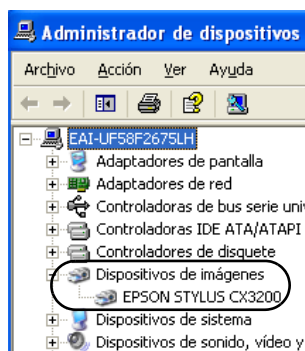 Administrador de dispositivos
Archivo Acción Ver Ayuda
EAI-UF58F2675LH
Adaptadores de pantalla
Adaptadores de red
Controladoras de bus serie
Controladoras IDE ATA/ATAPI
Controladores de disquete
Dispositivos de imágenes
EPSON STYLUS CX3200
Dispositivos de sistema
Dispositivos de sonido, vídeo y